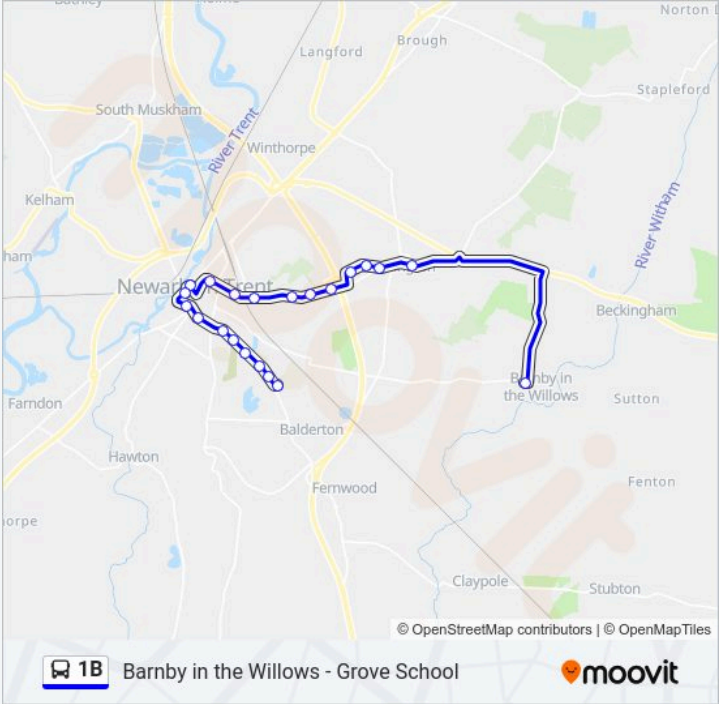 Norton
Langford
Brough
Stapleford
South Muskham
River Trent
Winthorpe
Kelham
River Witham
ham
Newark on Trent
Beckingham
Barnby in
the Willows
Sutton
Farndon
Balderton
Hawton
Fenton
Fernwood
orpe
Claypole
Stubton
© OpenStreetMap contributors | © OpenMapTiles
1B Barnby in the Willows - Grove School
moovit